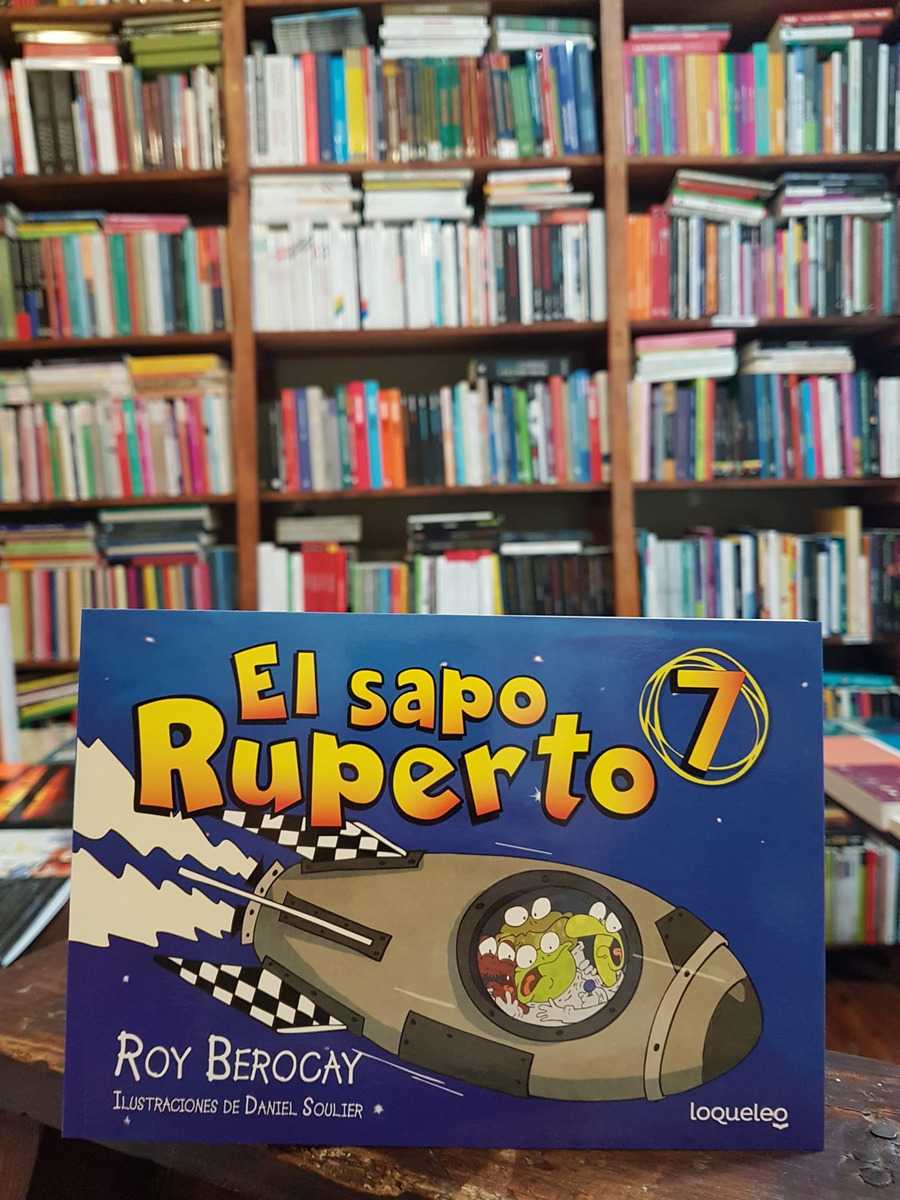 El sapo
Ruperto
7
Roy Berocay
Ilustraciones de Daniel Soulier
loqueleo